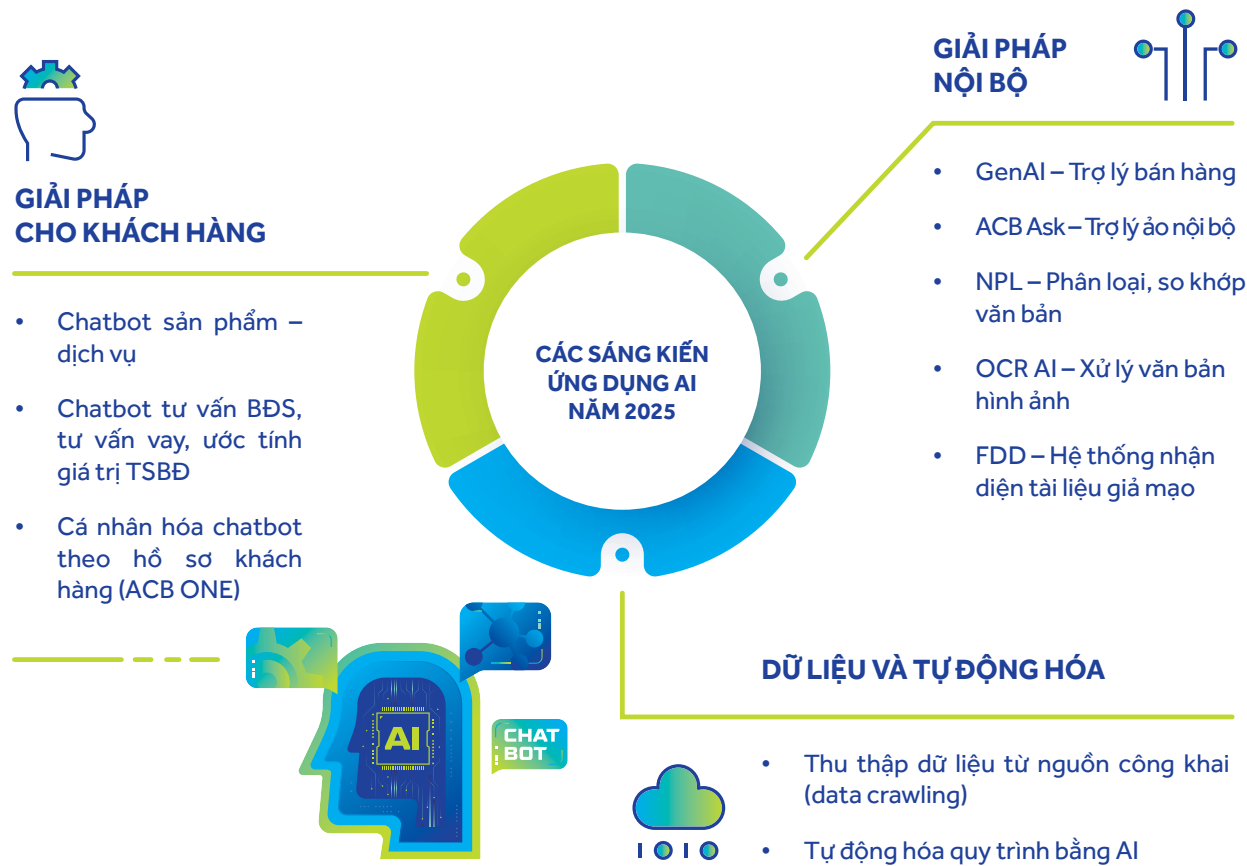 GIẢI PHÁP
CHO KHÁCH HÀNG
• Chatbot sản phẩm –
dịch vụ
• Chatbot tư vấn BĐS,
tư vấn vay, ước tính
giá trị TSBĐ
• Cá nhân hóa chatbot
theo hồ sơ khách
hàng (ACB ONE)
CÁC SÁNG KIẾN
ỨNG DỤNG AI
NĂM 2025
GIẢI PHÁP
NỘI BỘ
• GenAI – Trợ lý bán hàng
• ACB Ask – Trợ lý ảo nội bộ
• NPL – Phân loại, so khớp
văn bản
• OCR AI – Xử lý văn bản
hình ảnh
• FDD – Hệ thống nhận
diện tài liệu giả mạo
AI
CHAT
BOT
DỮ LIỆU VÀ TỰ ĐỘNG HÓA
• Thu thập dữ liệu từ nguồn công khai
(data crawling)
• Tự động hóa quy trình bằng AI